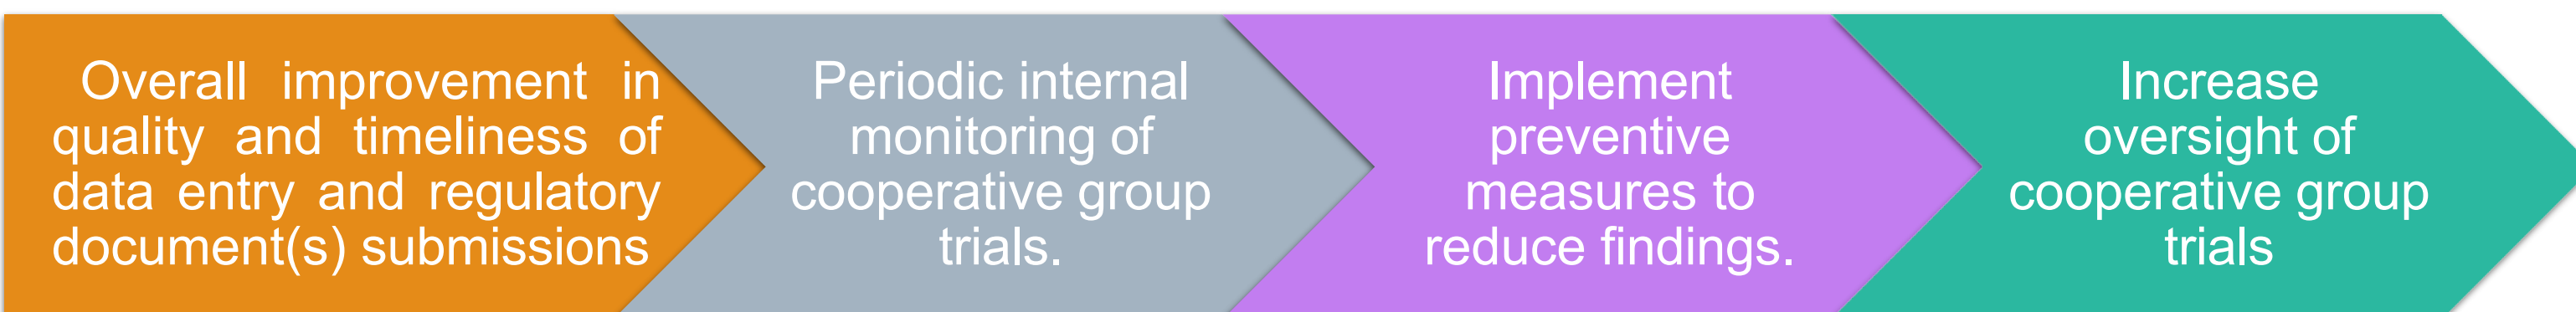 Overall improvement in
quality and timeliness of
data entry and regulatory
document(s) submissions
Periodic internal
monitoring of
cooperative group
trials.
Implement
preventive
measures to
reduce findings.
Increase
oversight of
cooperative group
trials